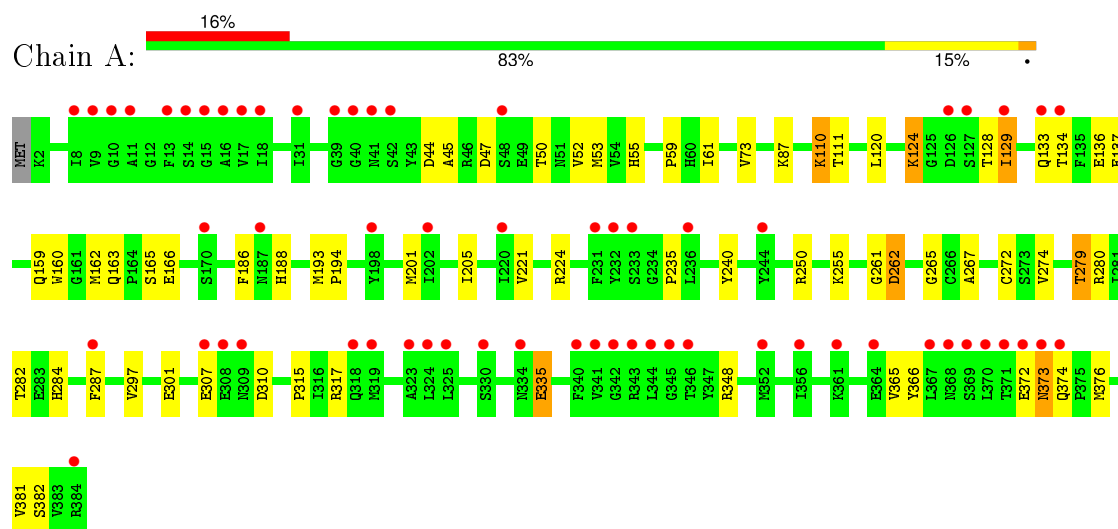 16%
Chain A:
83% 15% •
MET K2 I8 V9 G10 A11 G12 F13 S14 G15 A16 V17 I18 I31 G39 G40 N41 S42 Y43 D44 A45 R46 D47 S48 E49 T50 N51 V52 M53 V54 H55 P59 H60 I61 V73 K87 K110 T111 L120 K124 G125 D126 S127 T128 I129 Q133 T134 F135 E136
Q159 W160 G161 M162 Q163 P164 S165 E166 S170 F186 N187 H188 M193 P194 Y198 M201 I202 I205 I220 V221 R224 F231 Y232 S233 G234 P235 L236 Y240 Y244 R250 K255 G261 D262 G265 C266 A267 C272 S273 V274 T279 R280
T282 E283 H284 F287 V297 E301 E307 E308 N309 D310 P315 I316 R317 Q318 M319 A323 L324 L325 S330 N334 E335 F340 V341 G342 R343 L344 G345 T346 Y347 R348 M352 I356 K361 E364 V365 Y366 L367 N368 S369 L370 T371 E372 N373 Q374 P375 M376
V381 S382 V383 R384